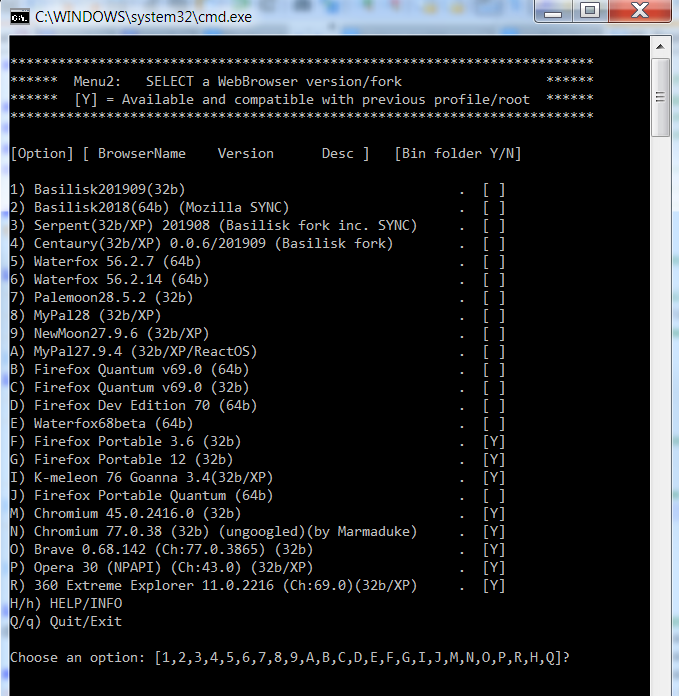 C:\WINDOWS\system32\cmd.exe
*************************************************************************
****** Menu2: SELECT a WebBrowser version/fork ******
****** [Y] = Available and compatible with previous profile/root ******
*************************************************************************
[Option] [ BrowserName Version Desc ] [Bin folder Y/N]
1) Basilisk201909(32b) . [ ]
2) Basilisk2018(64b) (Mozilla SYNC) . [ ]
3) Serpent(32b/XP) 201908 (Basilisk fork inc. SYNC) . [ ]
4) Centaury(32b/XP) 0.0.6/201909 (Basilisk fork) . [ ]
5) Waterfox 56.2.7 (64b) . [ ]
6) Waterfox 56.2.14 (64b) . [ ]
7) Palemoon28.5.2 (32b) . [ ]
8) MyPal28 (32b/XP) . [ ]
9) NewMoon27.9.6 (32b/XP) . [ ]
A) MyPal27.9.4 (32b/XP/ReactOS) . [ ]
B) Firefox Quantum v69.0 (64b) . [ ]
C) Firefox Quantum v69.0 (32b) . [ ]
D) Firefox Dev Edition 70 (64b) . [ ]
E) Waterfox68beta (64b) . [ ]
F) Firefox Portable 3.6 (32b) . [Y]
G) Firefox Portable 12 (32b) . [Y]
I) K-meleon 76 Goanna 3.4(32b/XP) . [Y]
J) Firefox Portable Quantum (64b) . [ ]
M) Chromium 45.0.2416.0 (32b) . [Y]
N) Chromium 77.0.38 (32b) (ungoogled)(by Marmaduke) . [Y]
O) Brave 0.68.142 (Ch:77.0.3865) (32b) . [Y]
P) Opera 30 (NPAPI) (Ch:43.0) (32b/XP) . [Y]
R) 360 Extreme Explorer 11.0.2216 (Ch:69.0)(32b/XP) . [Y]
H/h) HELP/INFO
Q/q) Quit/Exit
Choose an option: [1,2,3,4,5,6,7,8,9,A,B,C,D,E,F,G,I,J,M,N,O,P,R,H,Q]?